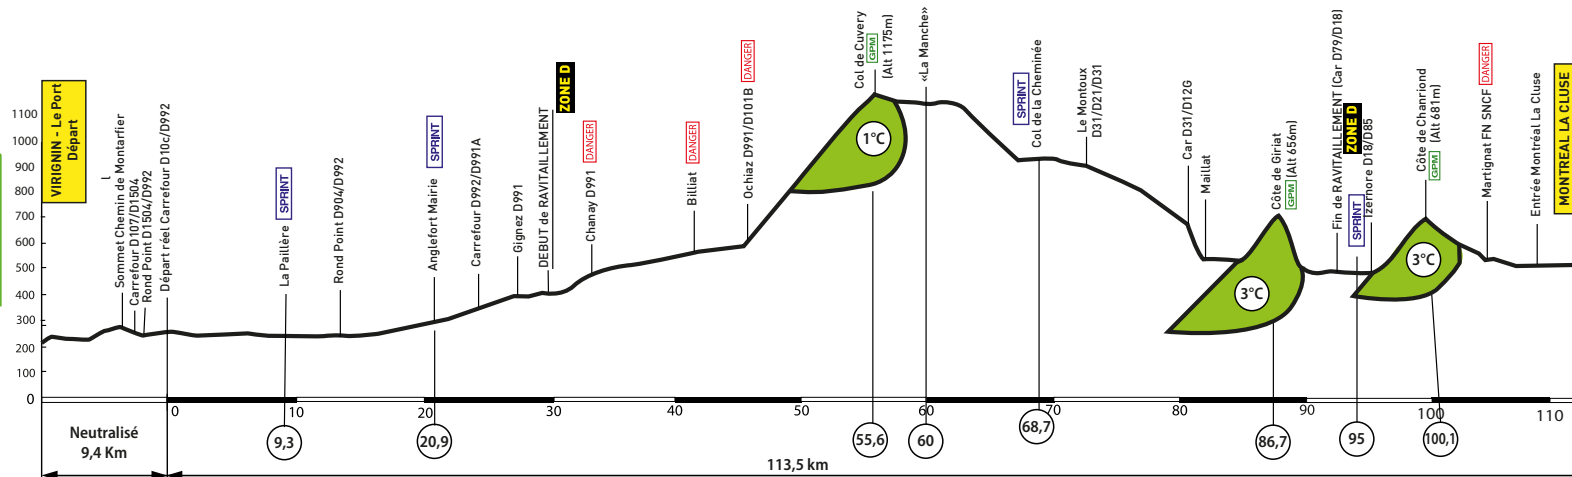 VIRIGNIN - Le Port
Départ
l
Sommet Chemin de Montarfier
Carrefour D107/D1504
Rond Point D1504/D992
Départ réel Carrefour D10c/D992
La Paillère SPRINT
Rond Point D904/D992
Anglefort Mairie SPRINT
Carrefour D992/D991A
Gignez D991
DEBUT de RAVITAILLEMENT
ZONE D
Chanay D991 DANGER
Billiat DANGER
Ochiaz D991/D101B DANGER
Col de Cuvery
GPM (Alt 1175m)
«La Manche»
SPRINT
Col de la Cheminée
Le Montoux
D31/D21/D31
Car D31/D12G
Maillat
Côte de Giriat
GPM (Alt 656m)
Fin de RAVITAILLEMENT (Car D79/D18)
ZONE D
SPRINT
Izernore D18/D85
Côte de Chanriond
GPM (Alt 681m)
Martignat FN SNCF DANGER
Entrée Montréal La Cluse
MONTREAL LA CLUSE
1100
1000
900
800
700
600
500
400
300
200
100
0
1°C
3°C
3°C
0 10 20 30 40 50 60 70 80 90 100 110
9,3 20,9 55,6 60 68,7 86,7 95 100,1
Neutralisé
9,4 Km
113,5 km